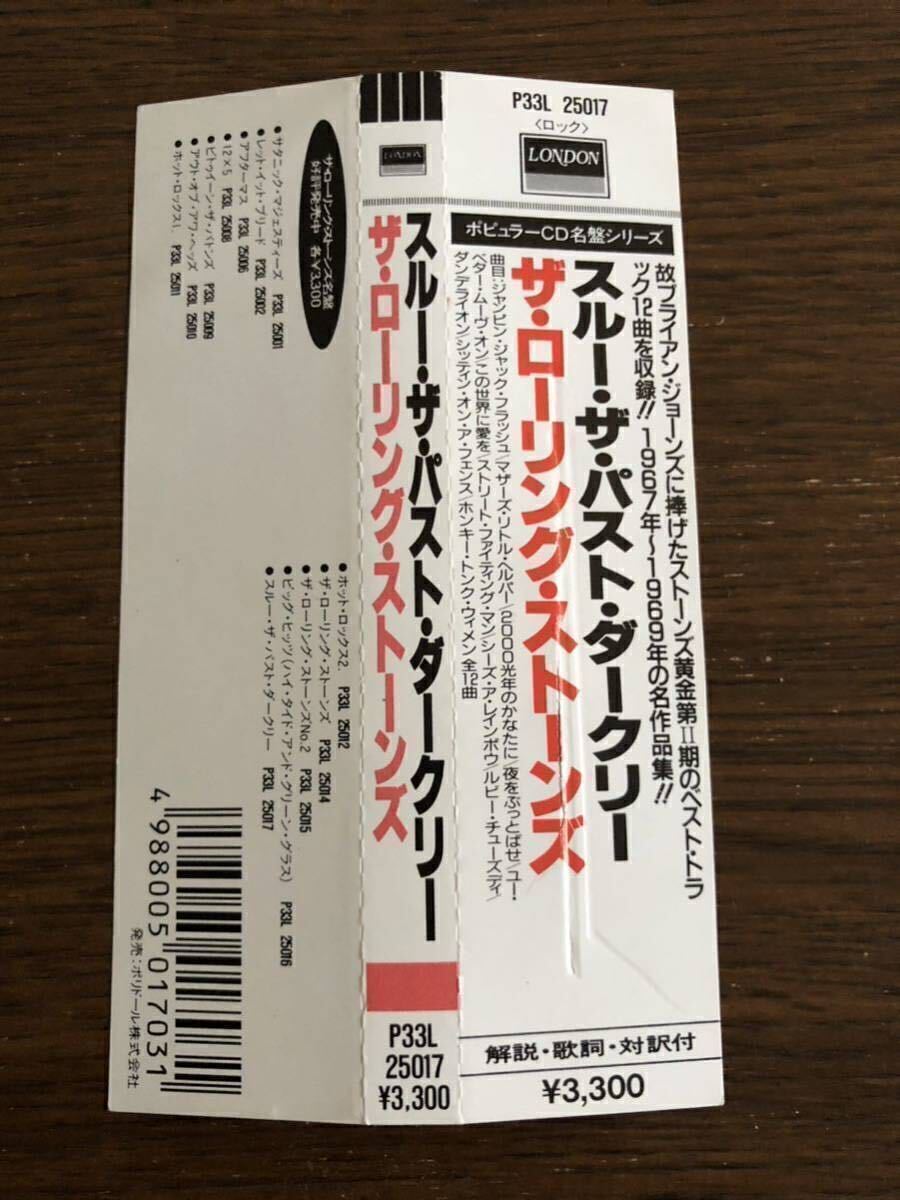 P33L 25017
〈ロック〉
LONDON
ポピュラーCD名盤シリーズ
故ブライアン・ジョーンズに捧げたストーンズ黄金第II期のベスト・トラ
ック12曲を収録!! 1967年〜1969年の名作品集!!
スルー・ザ・パスト・ダークリー
ザ・ローリング・ストーンズ
曲目:ジャンピン・ジャック・フラッシュ/マザーズ・リトル・ヘルパー/2000光年のかなたに/夜をぶっとばせ/ユー・
ベター・ムーヴ・オン/この世界に愛を/ストリート・ファイティング・マン/シーズ・ア・レインボウ/ルビー・チューズデイ/
ダンデライオン/シッティン・オン・ア・フェンス/ホンキー・トンク・ウィメン 全12曲
解説・歌詞・対訳付
¥3,300
LONDON
スルー・ザ・パスト・ダークリー
ザ・ローリング・ストーンズ
P33L
25017
¥3,300
ザ・ローリング・ストーンズ名盤
好評発売中 各¥3,300
●サタニック・マジェスティーズ P33L 25001
●レット・イット・ブリード P33L 25002
●アフターマス P33L 25006
●12×5 P33L 25008
●ビトゥイーン・ザ・バトンズ P33L 25009
●アウト・オブ・アワ・ヘッズ P33L 25010
●ホット・ロックス1. P33L 25011
●ホット・ロックス2. P33L 25012
●ザ・ローリング・ストーンズ P33L 25014
●ザ・ローリング・ストーンズNo.2 P33L 25015
●ビッグ・ヒッツ(ハイ・タイド・アンド・グリーン・グラス) P33L 25016
●スルー・ザ・パスト・ダークリー P33L 25017
4 988005 017031
発売:ポリドール株式会社